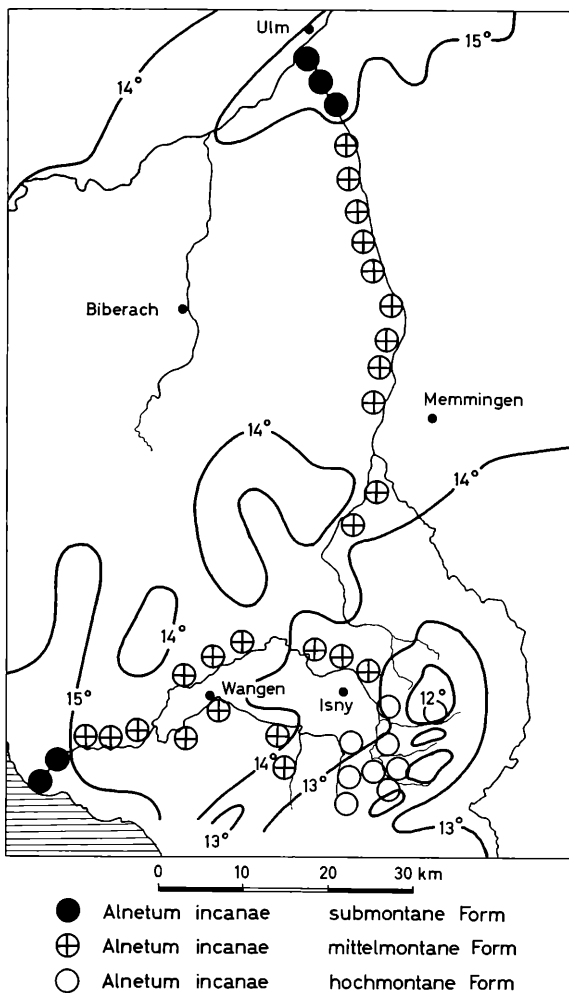 Ulm
15°
14°
Biberach
Memmingen
14°
14°
14°
15°
Wangen
Isny
12°
14°
13°
13°
13°
0 10 20 30 km
Alnetum incanae submontane Form
Alnetum incanae mittelmontane Form
Alnetum incanae hochmontane Form